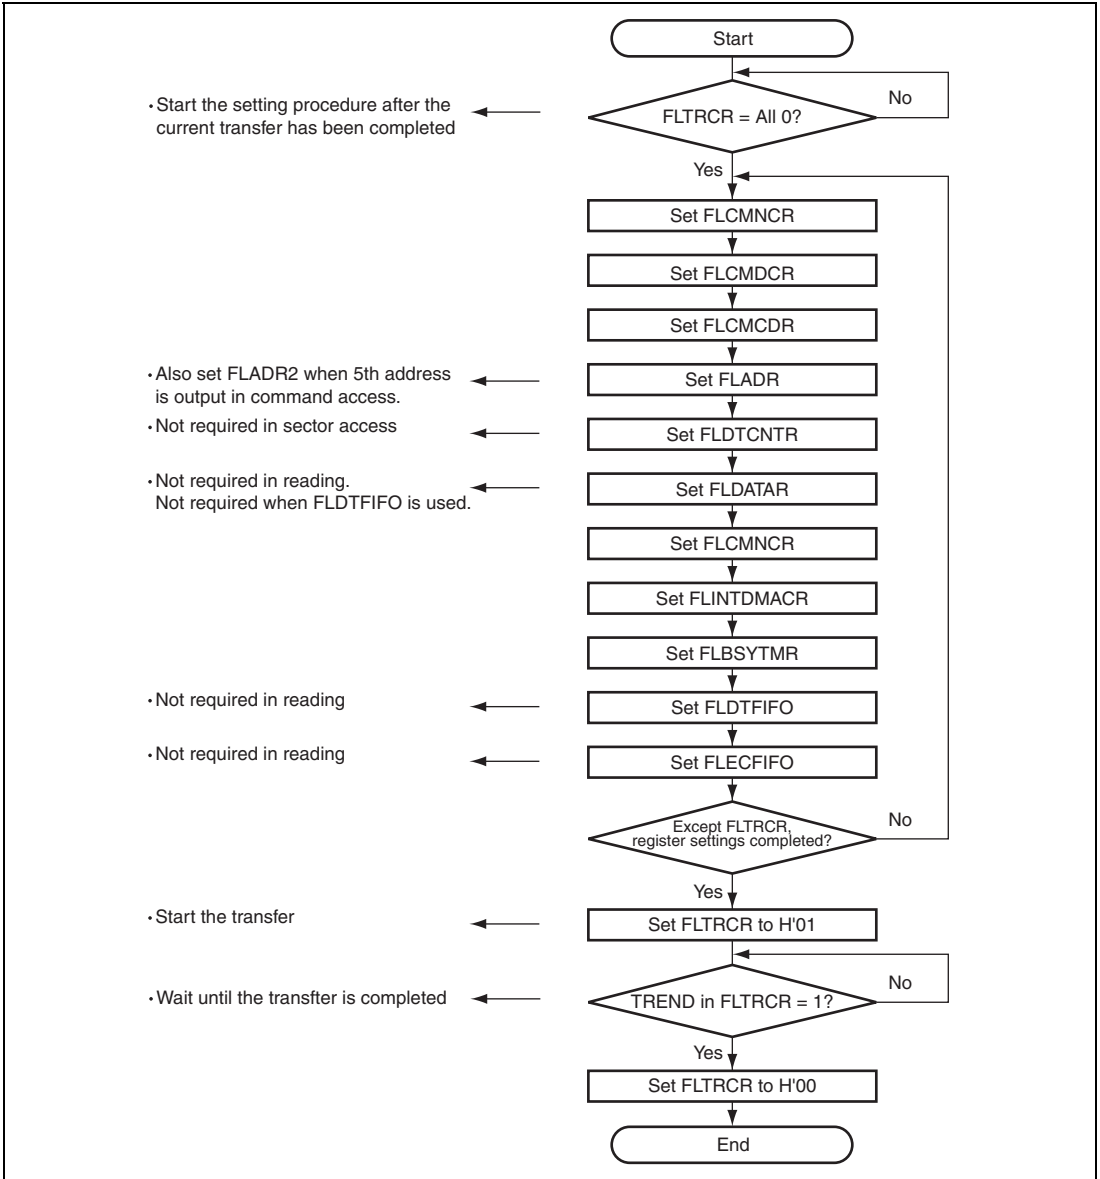 Start
· Start the setting procedure after the
current transfer has been completed
FLTRCR = All 0?
No
Yes
Set FLCMNCR
Set FLCMDCR
Set FLCMCDR
· Also set FLADR2 when 5th address
is output in command access.
Set FLADR
· Not required in sector access
Set FLDTCNTR
· Not required in reading.
Not required when FLDTFIFO is used.
Set FLDATAR
Set FLCMNCR
Set FLINTDMACR
Set FLBSYTMR
· Not required in reading
Set FLDTFIFO
· Not required in reading
Set FLECFIFO
Except FLTRCR,
register settings completed?
No
Yes
· Start the transfer
Set FLTRCR to H'01
· Wait until the transfter is completed
TREND in FLTRCR = 1?
No
Yes
Set FLTRCR to H'00
End